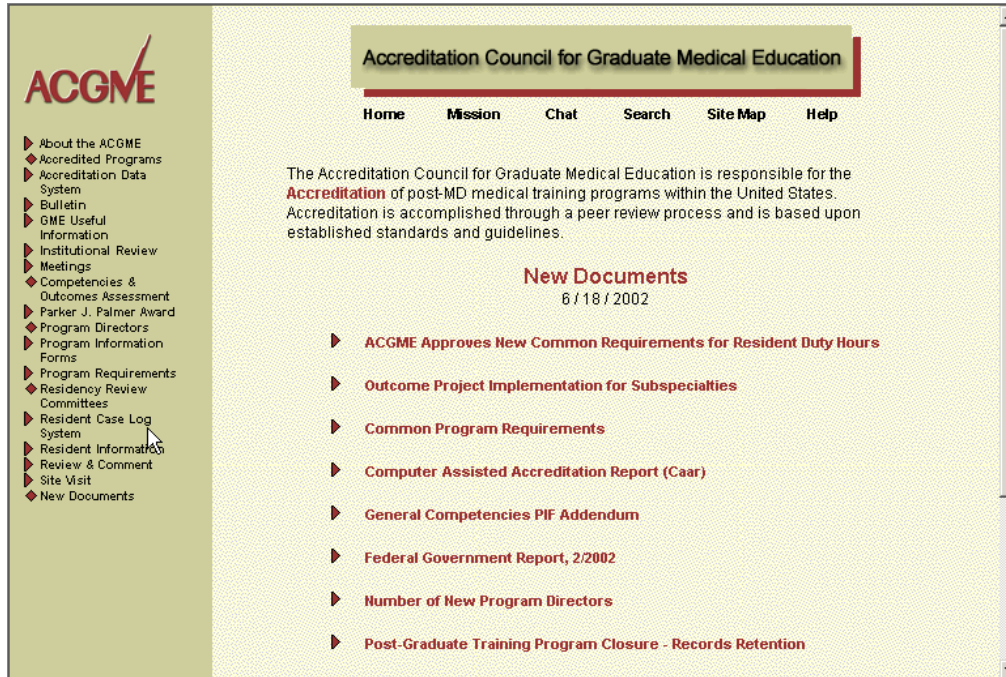 ACGME
About the ACGME
Accredited Programs
Accreditation Data
System
Bulletin
GME Useful
Information
Institutional Review
Meetings
Competencies &
Outcomes Assessment
Parker J. Palmer Award
Program Directors
Program Information
Forms
Program Requirements
Residency Review
Committees
Resident Case Log
System
Resident Information
Review & Comment
Site Visit
New Documents
Accreditation Council for Graduate Medical Education
Home Mission Chat Search Site Map Help
The Accreditation Council for Graduate Medical Education is responsible for the
Accreditation of post-MD medical training programs within the United States.
Accreditation is accomplished through a peer review process and is based upon
established standards and guidelines.
New Documents
6 / 18 / 2002
ACGME Approves New Common Requirements for Resident Duty Hours
Outcome Project Implementation for Subspecialties
Common Program Requirements
Computer Assisted Accreditation Report (Caar)
General Competencies PIF Addendum
Federal Government Report, 2/2002
Number of New Program Directors
Post-Graduate Training Program Closure - Records Retention